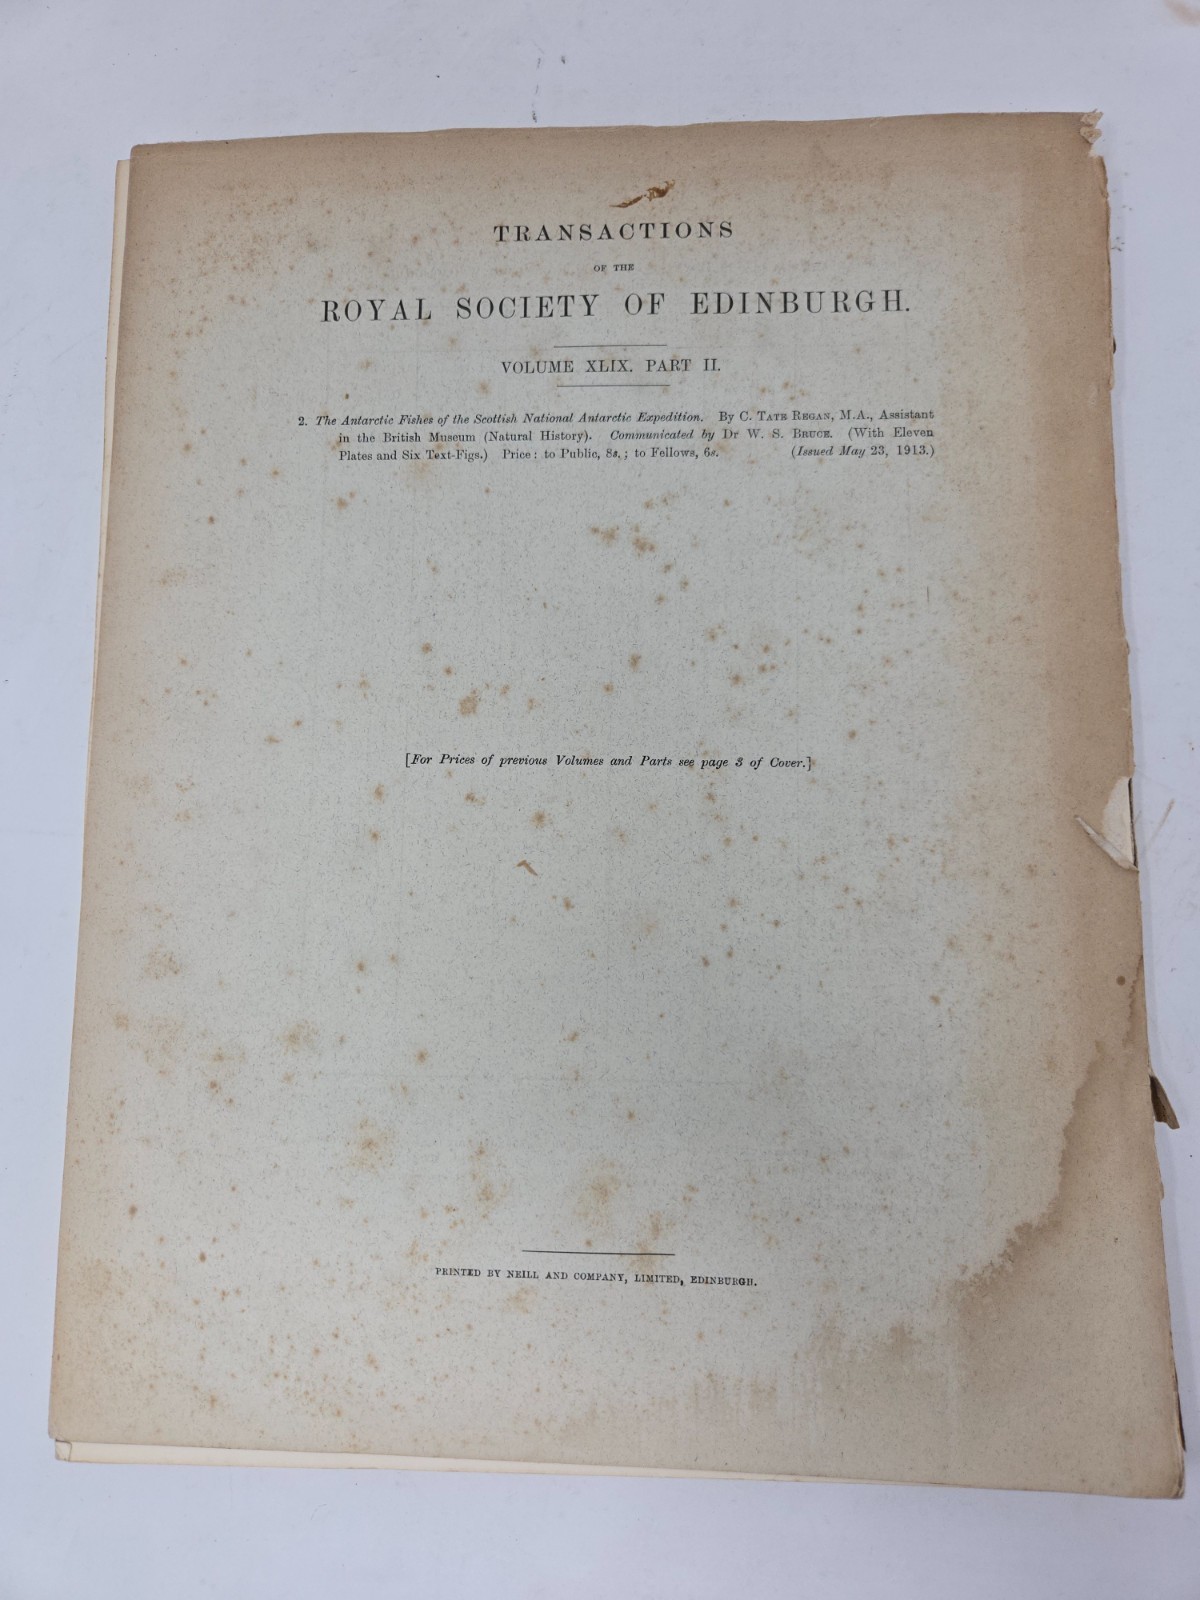 TRANSACTIONS
OF THE
ROYAL SOCIETY OF EDINBURGH.
VOLUME XLIX. PART II.
2. The Antarctic Fishes of the Scottish National Antarctic Expedition. By C. TATE REGAN, M.A., Assistant
in the British Museum (Natural History). Communicated by Dr W. S. BRUCE. (With Eleven
Plates and Six Text-Figs.) Price: to Public, 8s.; to Fellows, 6s. (Issued May 23, 1913.)
[For Prices of previous Volumes and Parts see page 3 of Cover.]
PRINTED BY NEILL AND COMPANY, LIMITED, EDINBURGH.